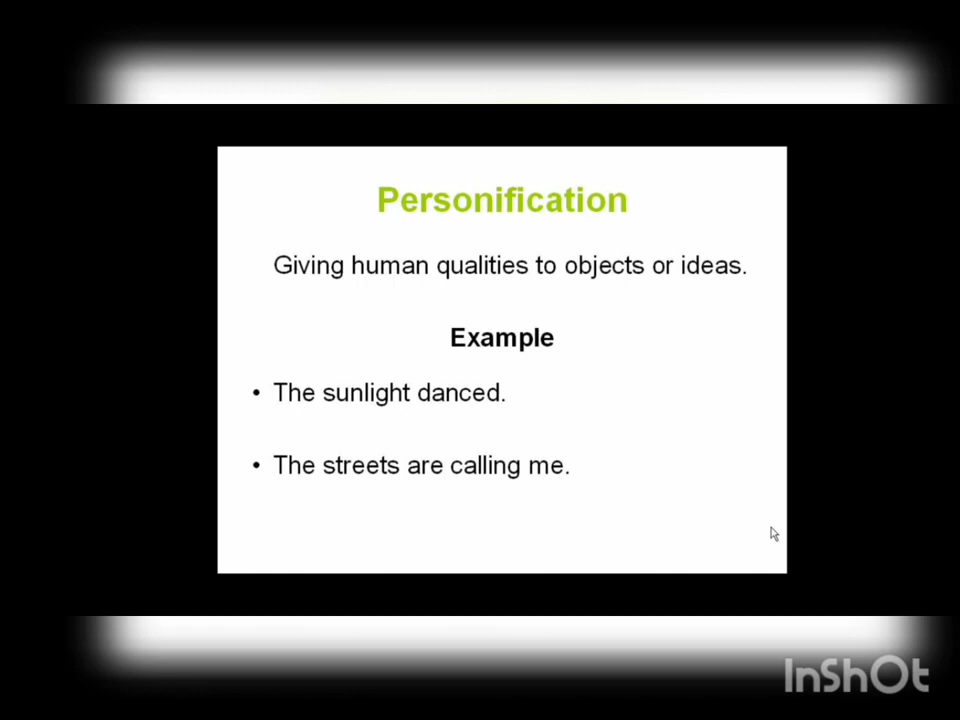 Personification
Giving human qualities to objects or ideas.
Example
• The sunlight danced.
• The streets are calling me.
InShOt